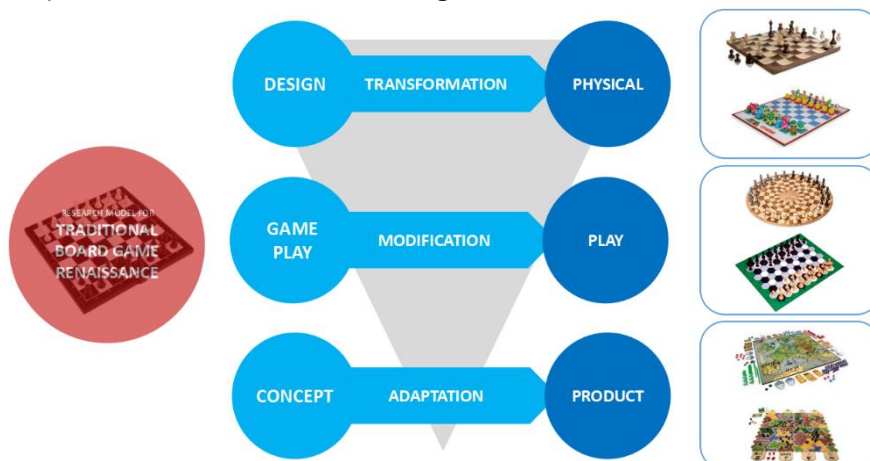 RESEARCH MODEL FOR
TRADITIONAL
BOARD GAME
RENAISSANCE
DESIGN
TRANSFORMATION
PHYSICAL
GAME
PLAY
MODIFICATION
PLAY
CONCEPT
ADAPTATION
PRODUCT